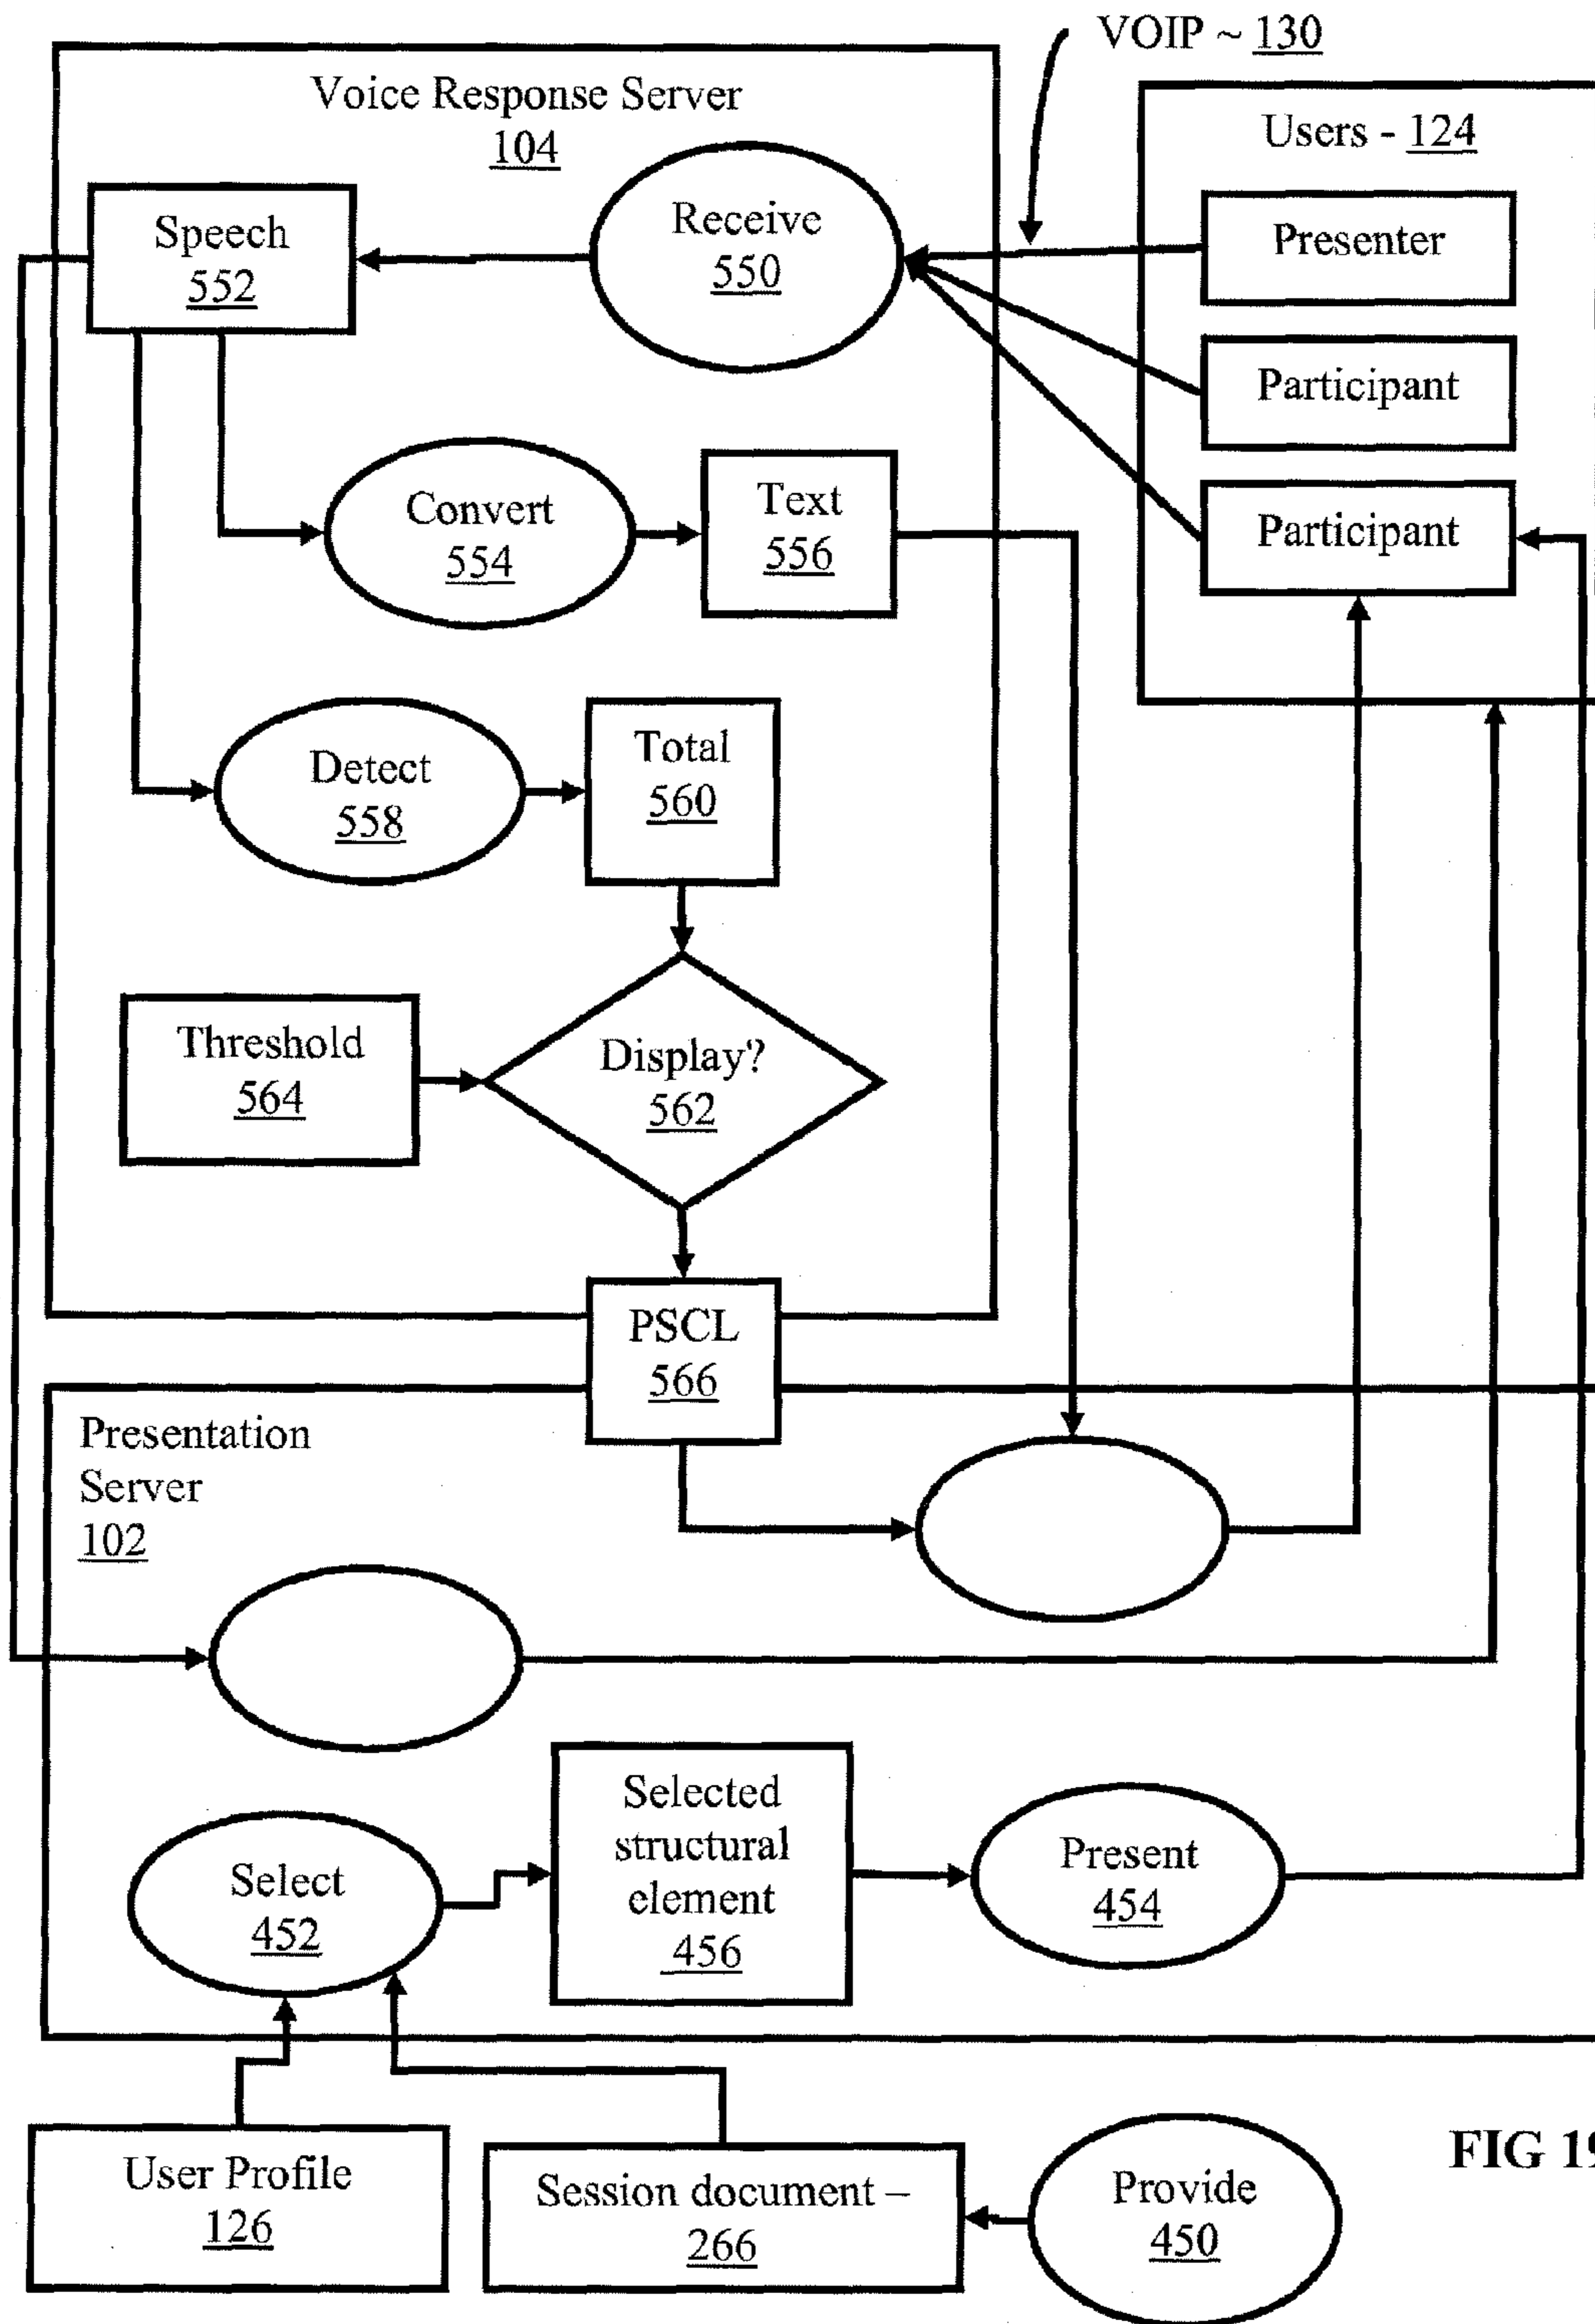 VOIP ~ 130
Voice Response Server
104
Users - 124
Speech
552
Receive
550
Presenter
Participant
Participant
Convert
554
Text
556
Detect
558
Total
560
Threshold
564
Display?
562
PSCL
566
Presentation
Server
102
Select
452
Selected
structural
element
456
Present
454
User Profile
126
Session document –
266
Provide
450
FIG 19